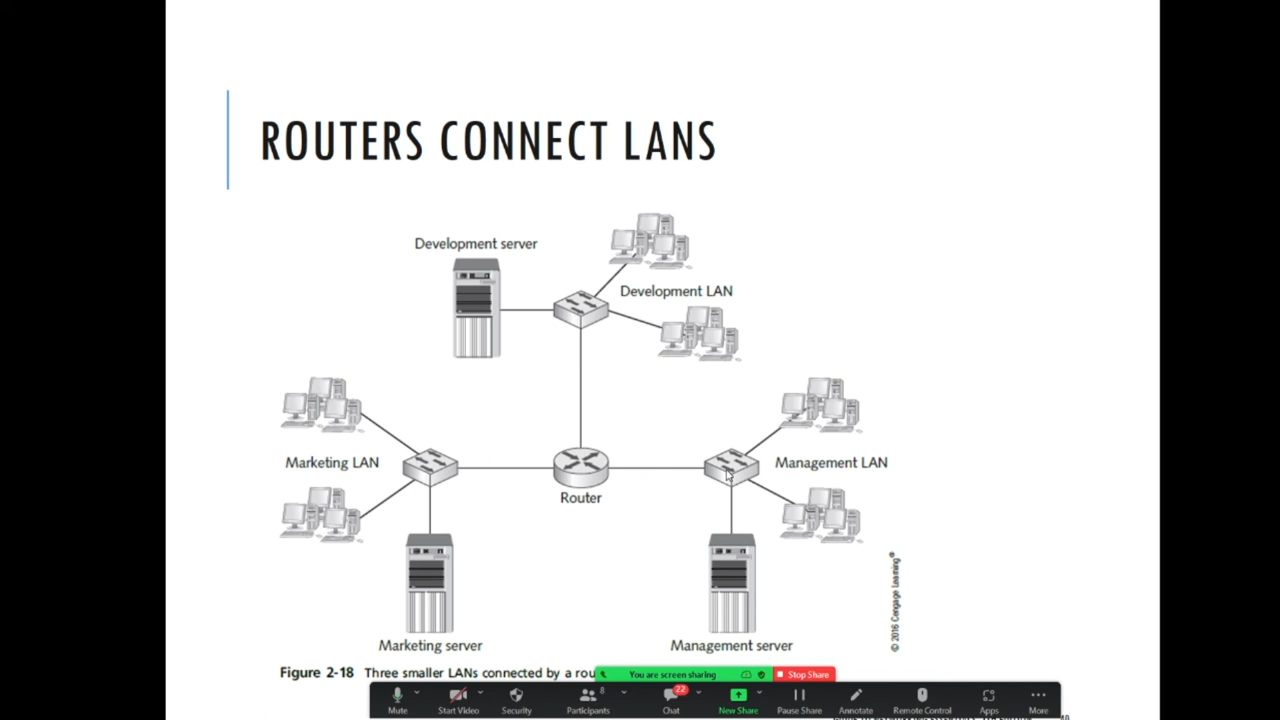 ROUTERS CONNECT LANS
Development server
Development LAN
Marketing LAN
Management LAN
Router
© 2016 Cengage Learning®
Marketing server
Management server
Figure 2-18 Three smaller LANs connected by a rou
You are screen sharing
Stop Share
8
22
Mute
Start Video
Security
Participants
Chat
New Share
Pause Share
Annotate
Remote Control
Apps
More